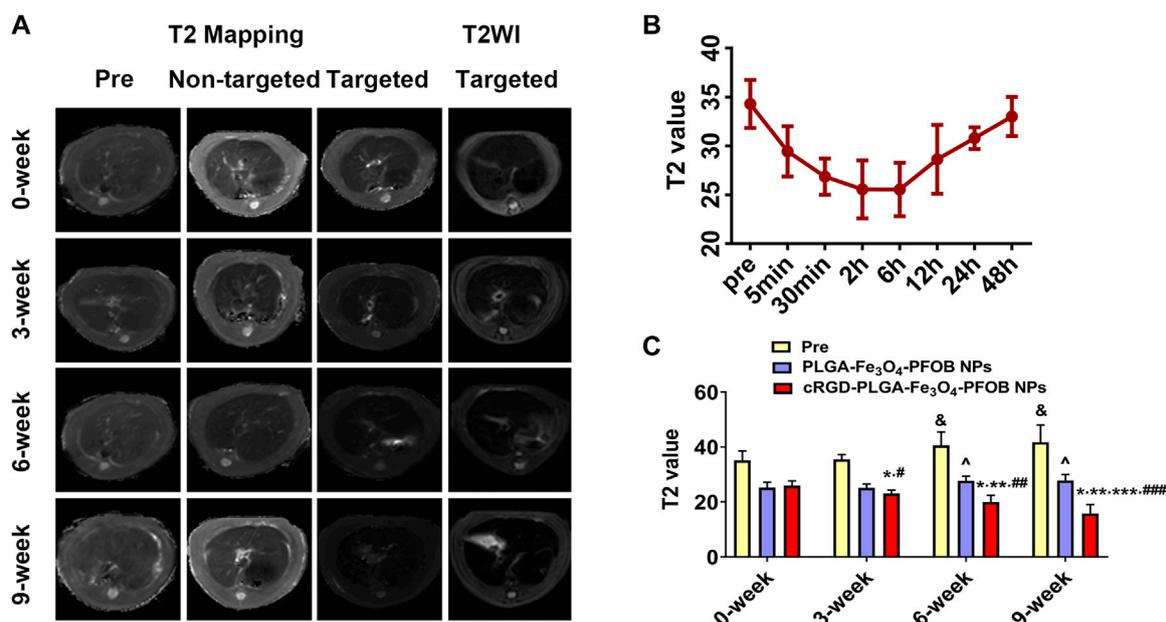 A
T2 Mapping T2WI
Pre Non-targeted Targeted Targeted
0-week
3-week
6-week
9-week
B
T2 value
40
35
30
25
20
pre 5min 30min 2h 6h 12h 24h 48h
C
Pre
PLGA-Fe₃O₄-PFOB NPs
cRGD-PLGA-Fe₃O₄-PFOB NPs
T2 value
60
40
20
0
*,#
& ^ *,**,##
& ^ *,**,***,###
0-week 3-week 6-week 9-week